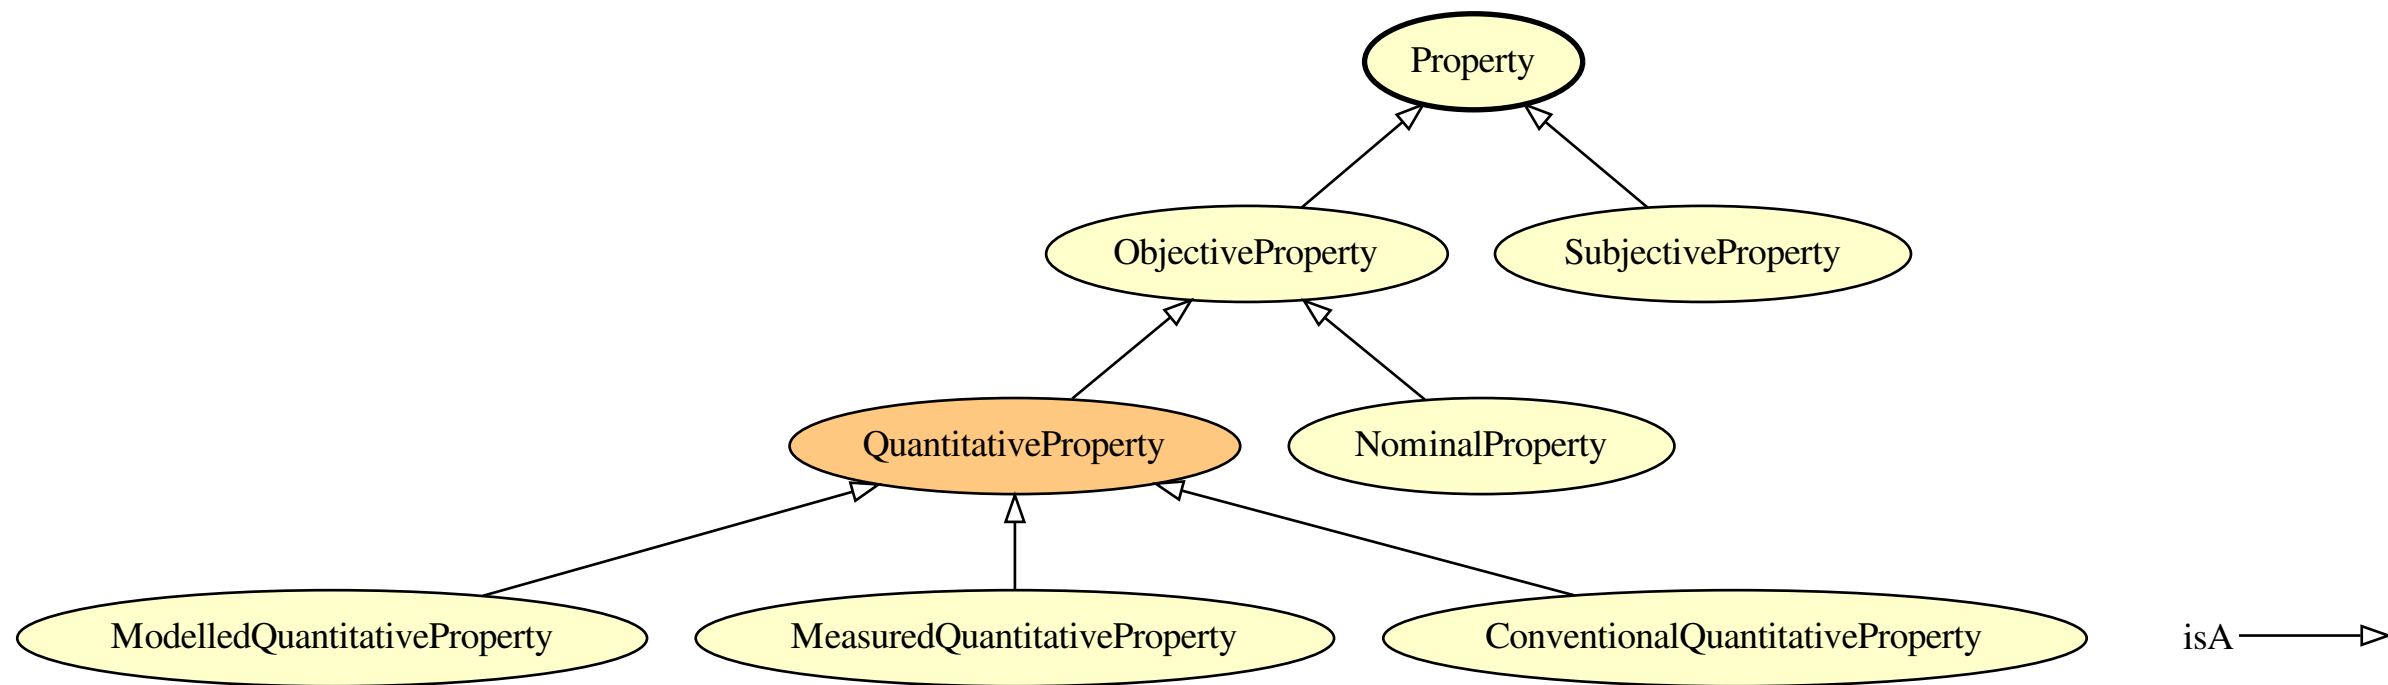 Property
ObjectiveProperty
SubjectiveProperty
QuantitativeProperty
NominalProperty
ModelledQuantitativeProperty
MeasuredQuantitativeProperty
ConventionalQuantitativeProperty
isA